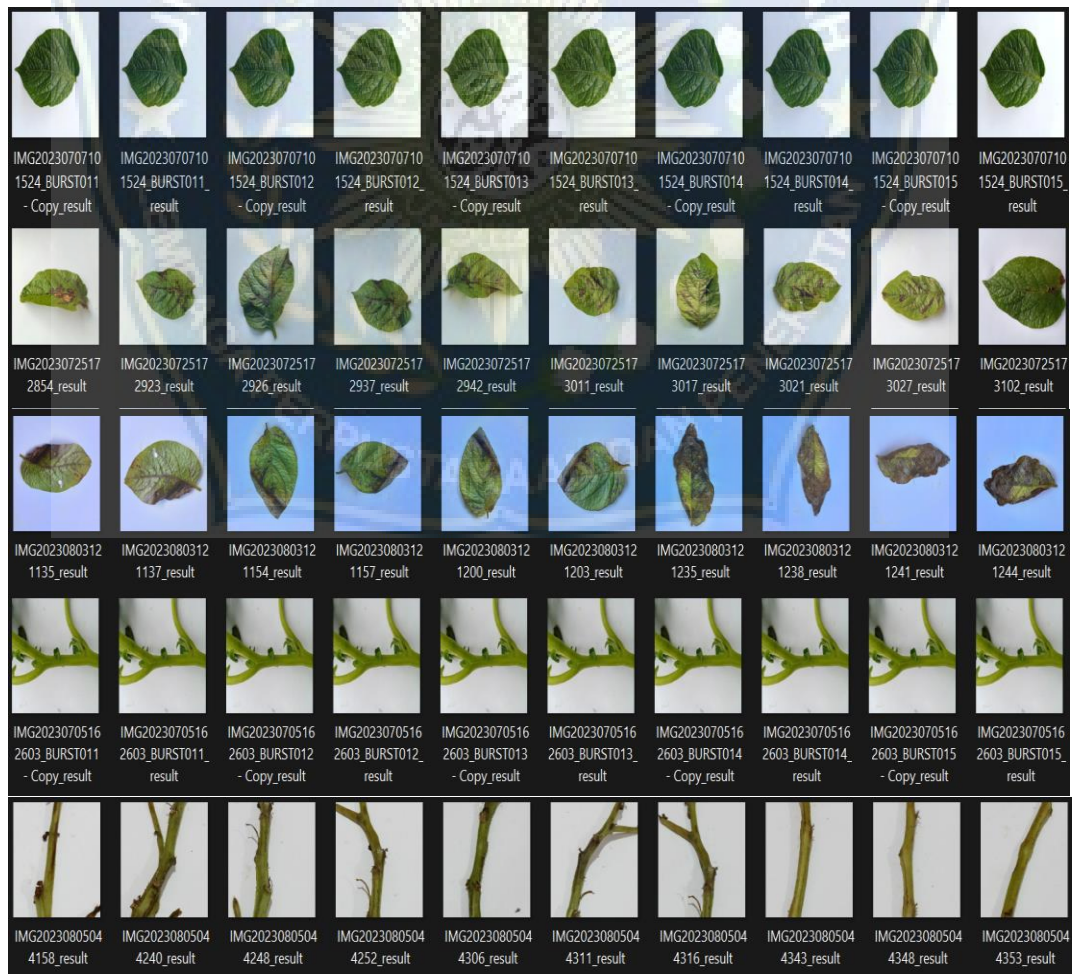 IMG2023070710 IMG2023070710 IMG2023070710 IMG2023070710 IMG2023070710 IMG2023070710 IMG2023070710 IMG2023070710 IMG2023070710 IMG2023070710
1524_BURST011 1524_BURST011_ 1524_BURST012 1524_BURST012_ 1524_BURST013 1524_BURST013_ 1524_BURST014 1524_BURST014_ 1524_BURST015 1524_BURST015_
- Copy_result result - Copy_result result - Copy_result result - Copy_result result - Copy_result result
IMG2023072517 IMG2023072517 IMG2023072517 IMG2023072517 IMG2023072517 IMG2023072517 IMG2023072517 IMG2023072517 IMG2023072517 IMG2023072517
2854_result 2923_result 2926_result 2937_result 2942_result 3011_result 3017_result 3021_result 3027_result 3102_result
IMG2023080312 IMG2023080312 IMG2023080312 IMG2023080312 IMG2023080312 IMG2023080312 IMG2023080312 IMG2023080312 IMG2023080312 IMG2023080312
1135_result 1137_result 1154_result 1157_result 1200_result 1203_result 1235_result 1238_result 1241_result 1244_result
IMG2023070516 IMG2023070516 IMG2023070516 IMG2023070516 IMG2023070516 IMG2023070516 IMG2023070516 IMG2023070516 IMG2023070516 IMG2023070516
2603_BURST011 2603_BURST011_ 2603_BURST012 2603_BURST012_ 2603_BURST013 2603_BURST013_ 2603_BURST014 2603_BURST014_ 2603_BURST015 2603_BURST015_
- Copy_result result - Copy_result result - Copy_result result - Copy_result result - Copy_result result
IMG2023080504 IMG2023080504 IMG2023080504 IMG2023080504 IMG2023080504 IMG2023080504 IMG2023080504 IMG2023080504 IMG2023080504 IMG2023080504
4158_result 4240_result 4248_result 4252_result 4306_result 4311_result 4316_result 4343_result 4348_result 4353_result